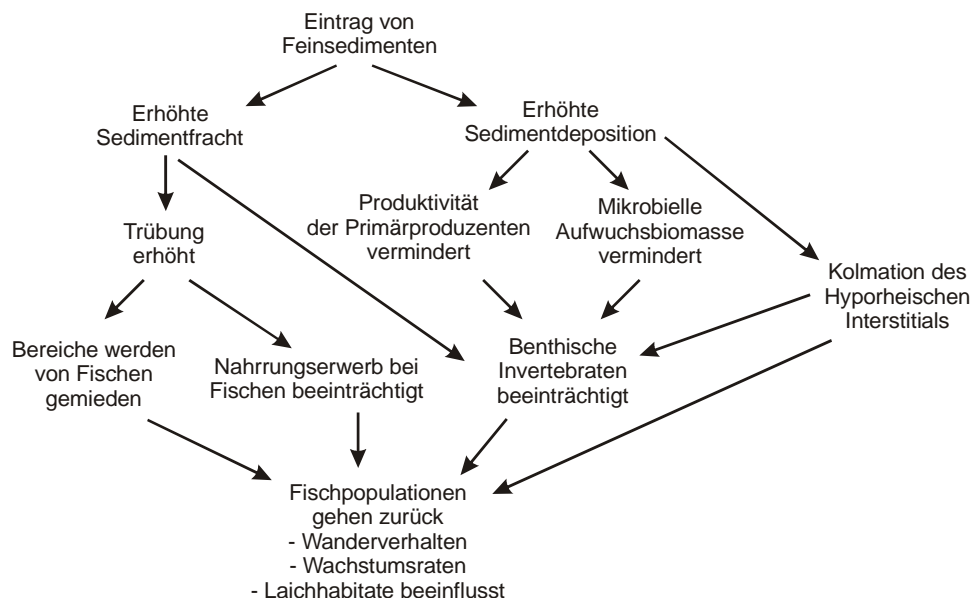 Eintrag von
Feinsedimenten
Erhöhte
Sedimentfracht
Erhöhte
Sedimentdeposition
Trübung
erhöht
Produktivität
der Primärproduzenten
vermindert
Mikrobielle
Aufwuchsbiomasse
vermindert
Kolmation des
Hyporheischen
Interstitials
Bereiche werden
von Fischen
gemieden
Nahrrungserwerb bei
Fischen beeinträchtigt
Benthische
Invertebraten
beeinträchtigt
Fischpopulationen
gehen zurück
- Wanderverhalten
- Wachstumsraten
- Laichhabitate beeinflusst